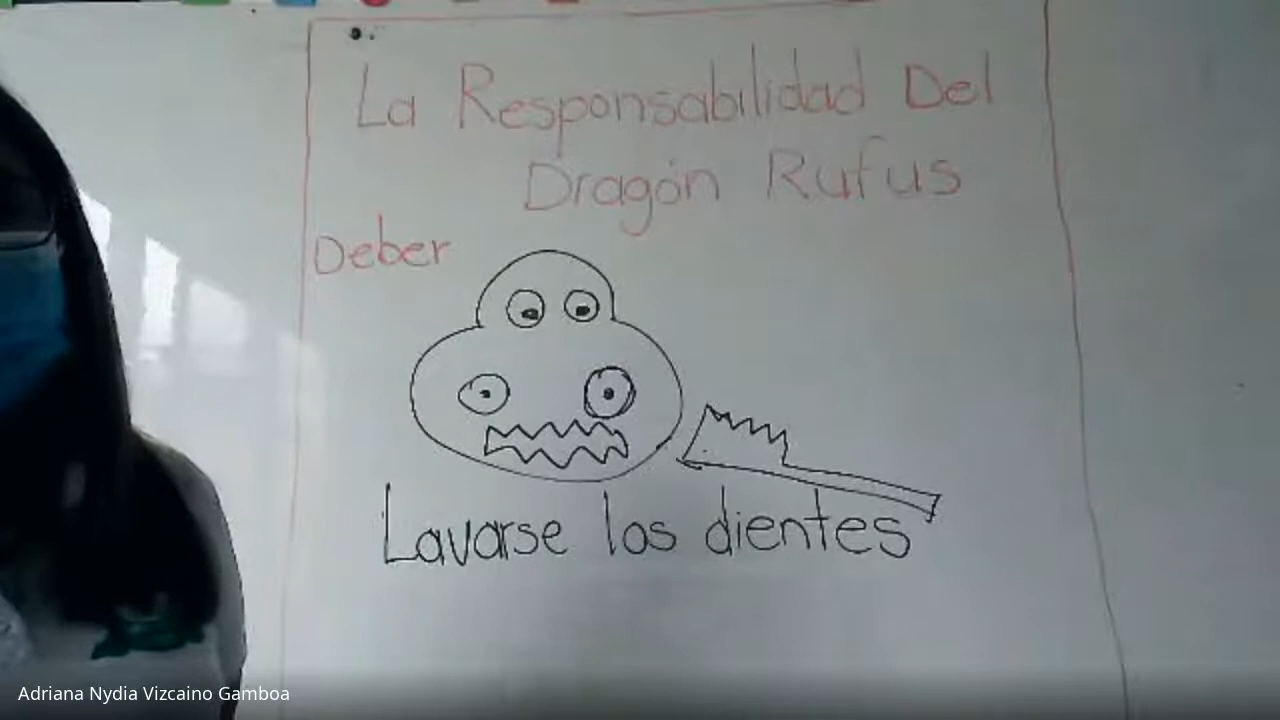 La Responsabilidad Del
Dragón Rufus
Deber
Lavarse los dientes
Adriana Nydia Vizcaino Gamboa